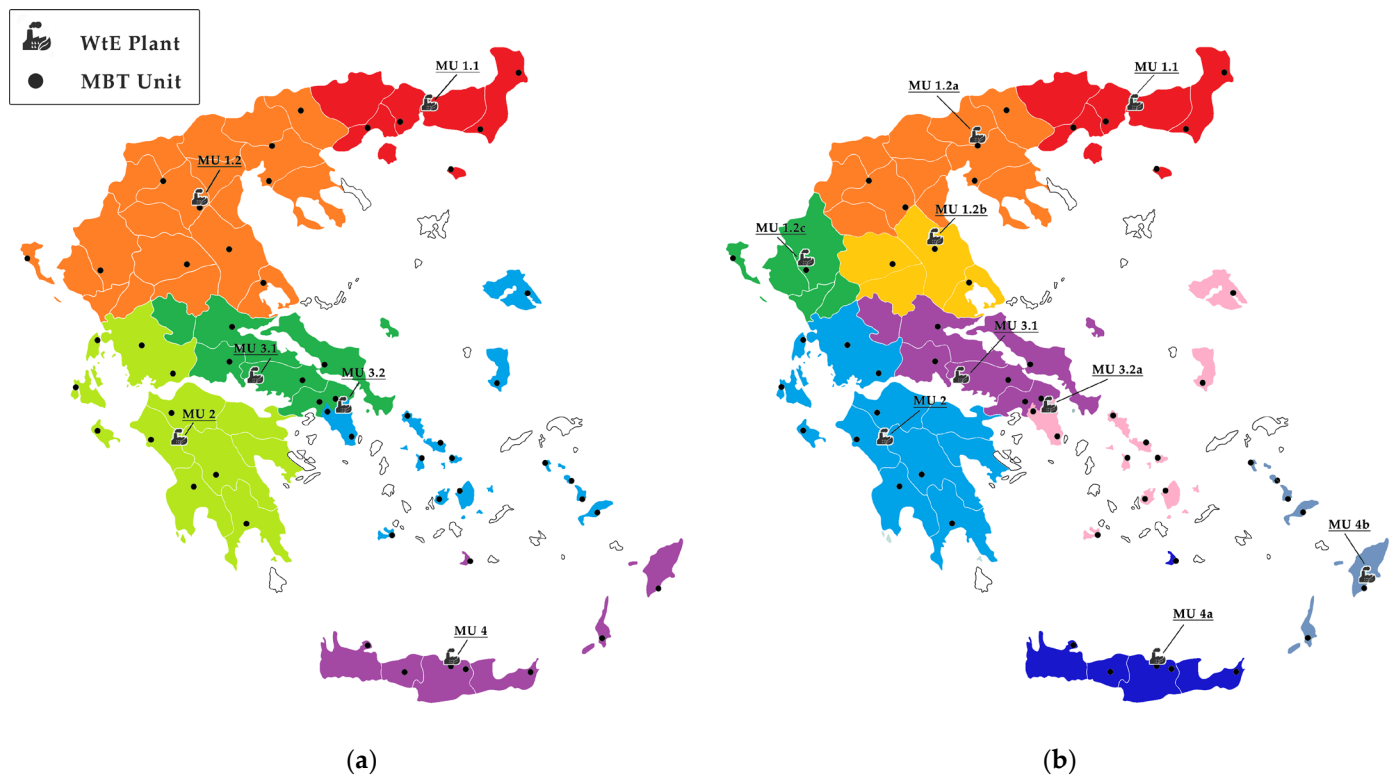 WtE Plant
MBT Unit
MU 1.1
MU 1.2
MU 3.1
MU 3.2
MU 2
MU 4
(a)
MU 1.1
MU 1.2a
MU 1.2b
MU 1.2c
MU 3.1
MU 3.2a
MU 2
MU 4b
MU 4a
(b)